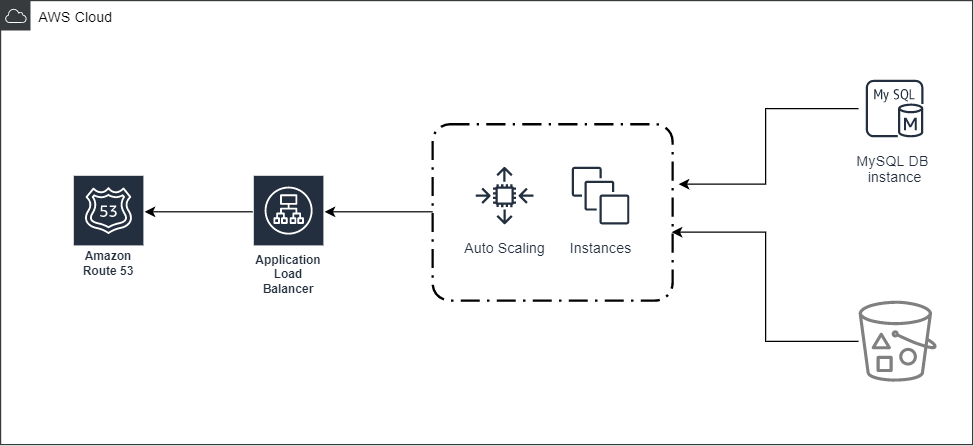 AWS Cloud
My SQL
M
MySQL DB
instance
53
Amazon
Route 53
Application
Load
Balancer
Auto Scaling
Instances